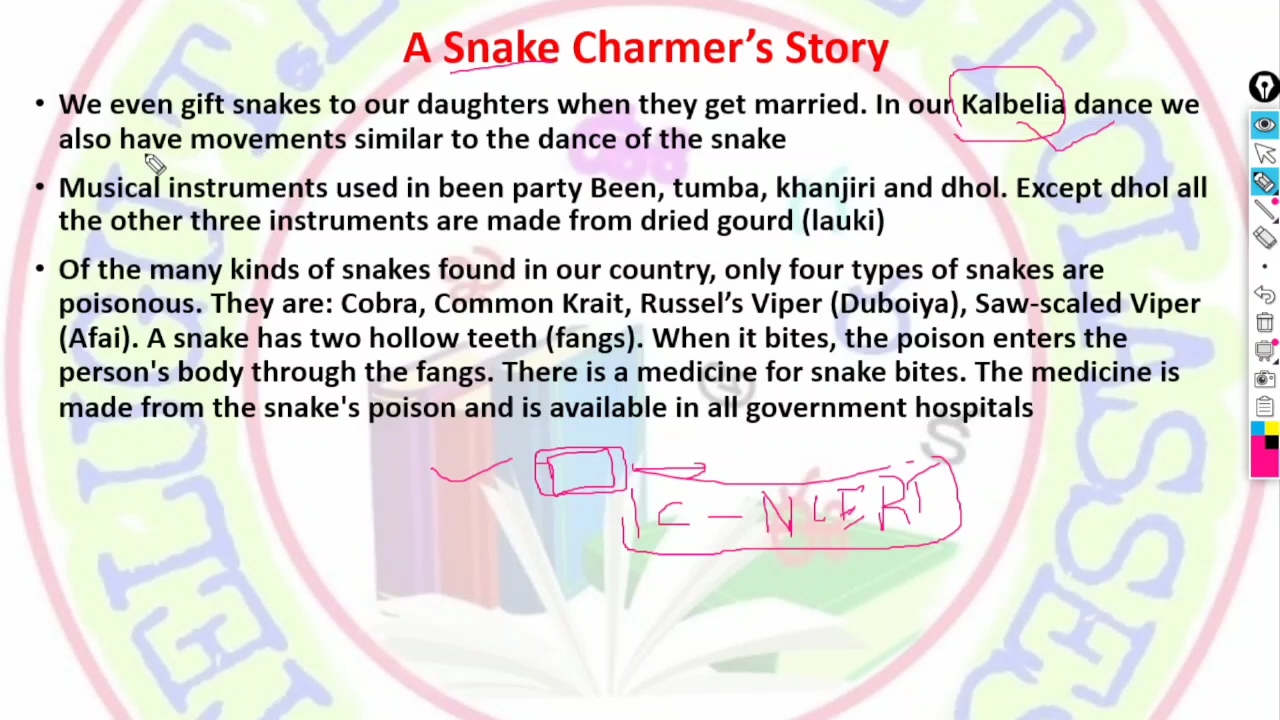 A Snake Charmer's Story
• We even gift snakes to our daughters when they get married. In our Kalbelia dance we
also have movements similar to the dance of the snake
• Musical instruments used in been party Been, tumba, khanjiri and dhol. Except dhol all
the other three instruments are made from dried gourd (lauki)
• Of the many kinds of snakes found in our country, only four types of snakes are
poisonous. They are: Cobra, Common Krait, Russel's Viper (Duboiya), Saw-scaled Viper
(Afai). A snake has two hollow teeth (fangs). When it bites, the poison enters the
person's body through the fangs. There is a medicine for snake bites. The medicine is
made from the snake's poison and is available in all government hospitals
– NCERT